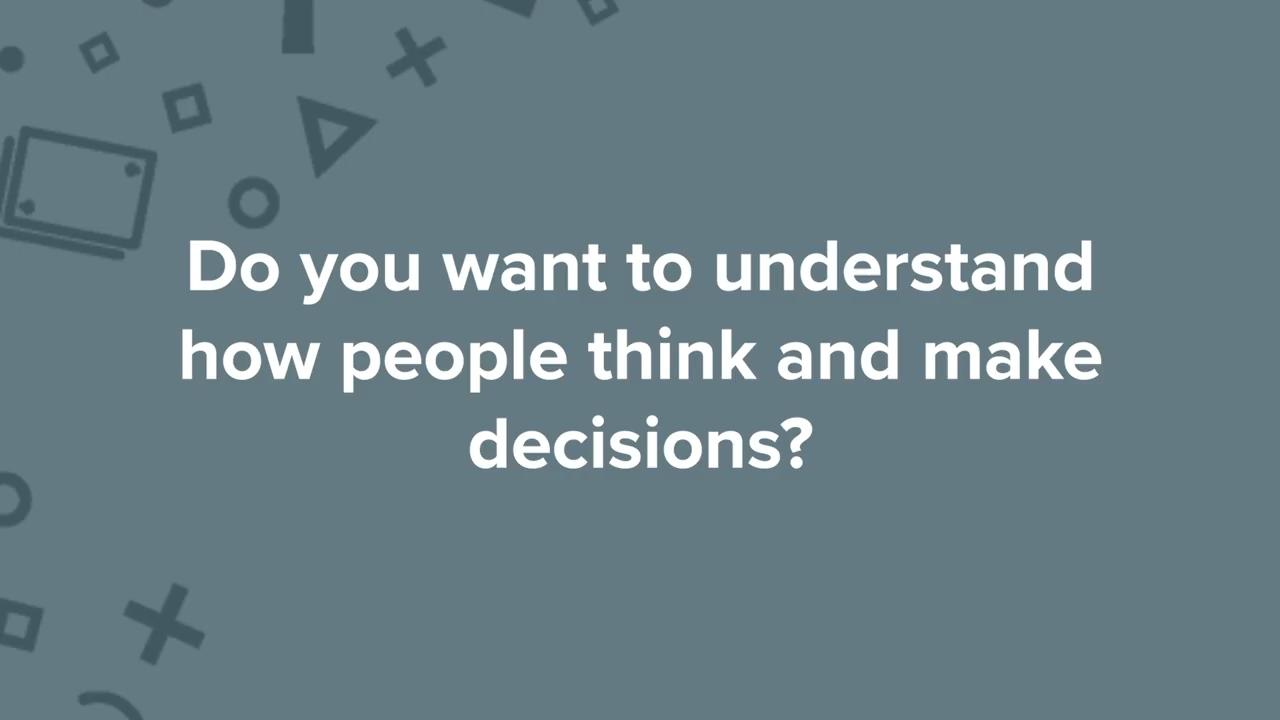 Do you want to understand
how people think and make
decisions?